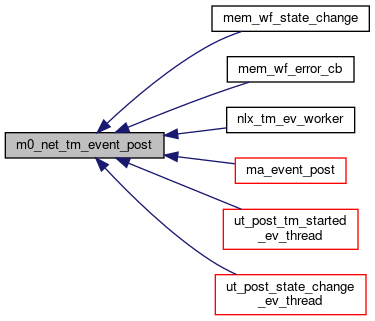 mem_wf_state_change
mem_wf_error_cb
nlx_tm_ev_worker
m0_net_tm_event_post
ma_event_post
ut_post_tm_started
_ev_thread
ut_post_state_change
_ev_thread